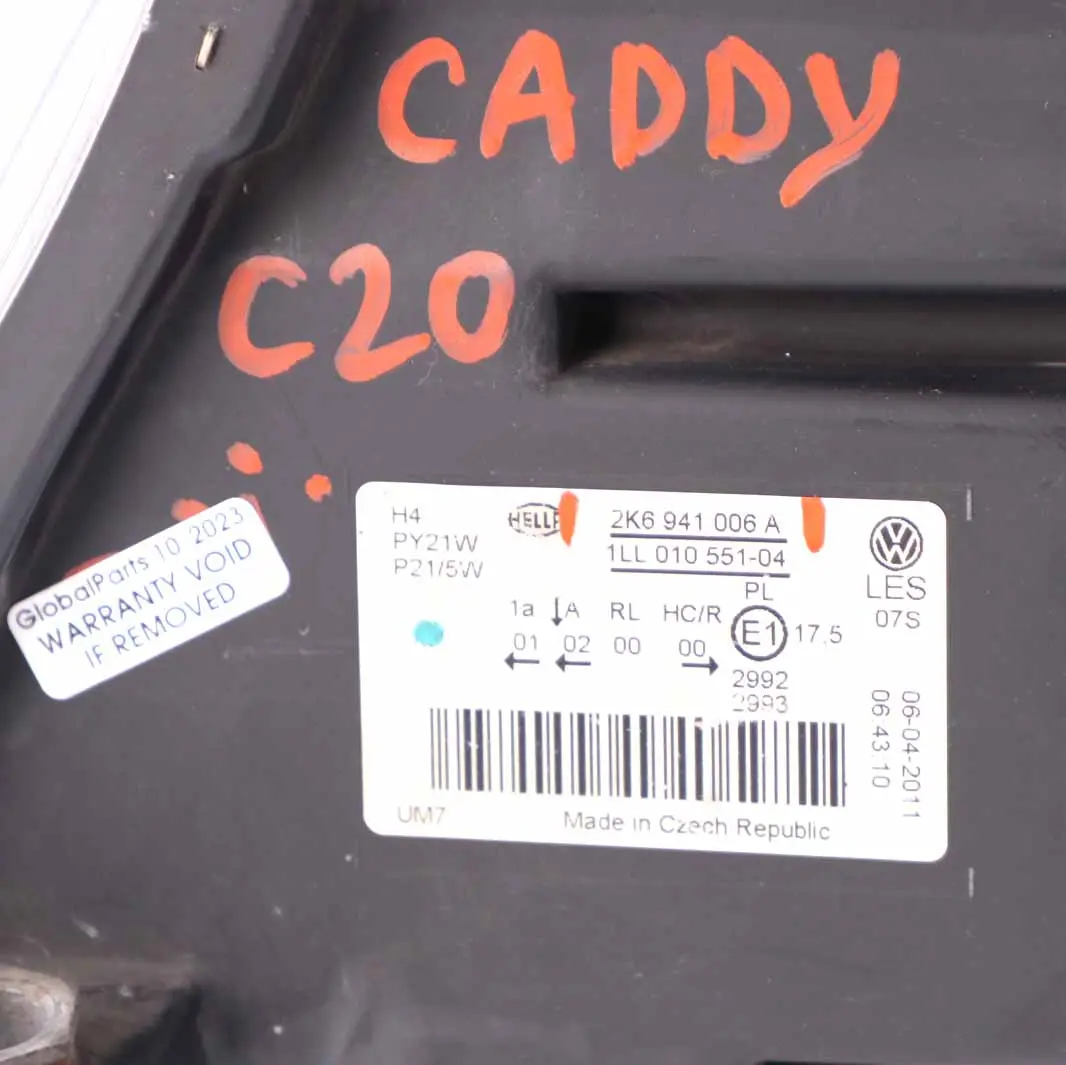 CADDY
C20
GlobalParts 10 2023
WARRANTY VOID
IF REMOVED
H4
PY21W
P21/5W
HELLA
2K6 941 006 A
1LL 010 551-04
PL
LES
07S
1a A RL HC/R
01 02 00 00
E1 17,5
2992
2993
06-04-2011
06:43:10
UM7
Made in Czech Republic